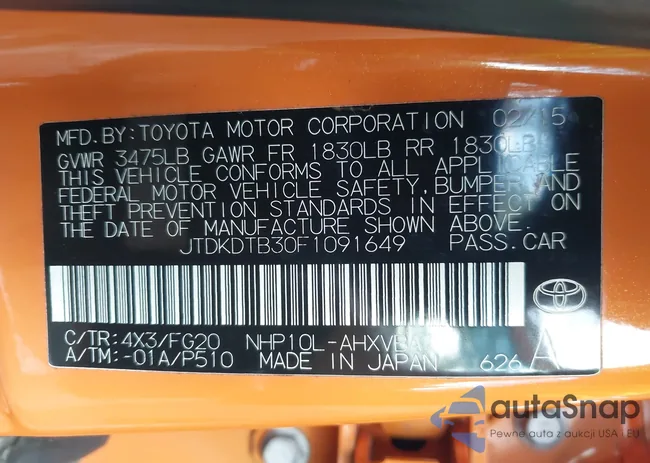 MFD.BY:TOYOTA MOTOR CORPORATION 02/15
GVWR 3475LB GAWR FR 1830LB RR 1830LB
THIS VEHICLE CONFORMS TO ALL APPLICABLE
FEDERAL MOTOR VEHICLE SAFETY, BUMPER, AND
THEFT PREVENTION STANDARDS IN EFFECT ON
THE DATE OF MANUFACTURE SHOWN ABOVE.
JTDKDTB30F1091649 PASS.CAR
C/TR:4X3/FG20 NHP10L-AHXVBA
A/TM:-01A/P510 MADE IN JAPAN 626 A
autaSnap
Pewne auta z aukcji USA i EU